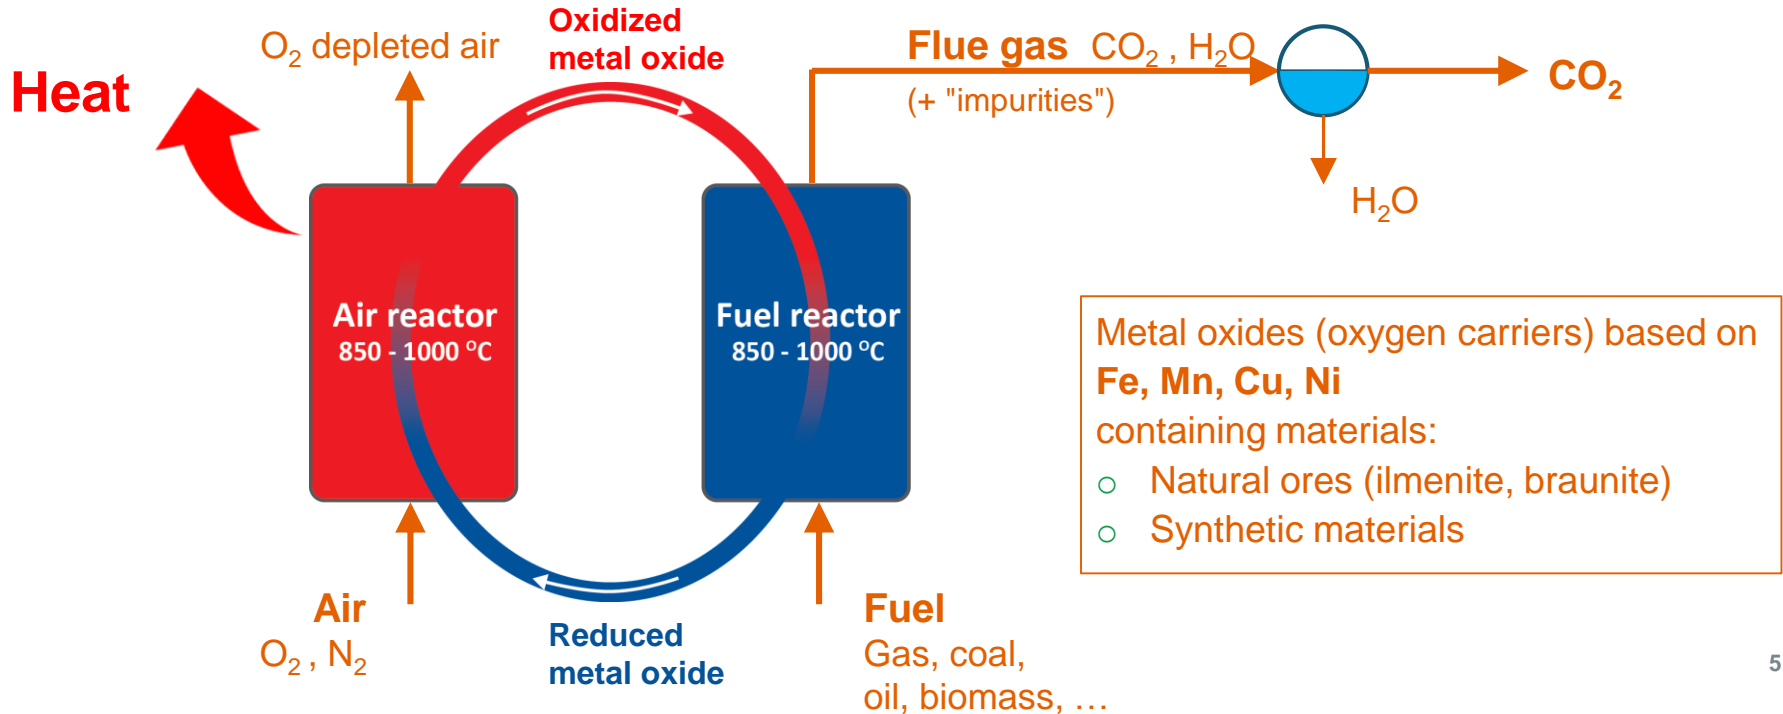 Oxidized
metal oxide
O₂ depleted air
Heat
Flue gas CO₂ , H₂O
(+ "impurities")
CO₂
H₂O
Air reactor
850 - 1000 ºC
Fuel reactor
850 - 1000 ºC
Metal oxides (oxygen carriers) based on
Fe, Mn, Cu, Ni
containing materials:
Natural ores (ilmenite, braunite)
Synthetic materials
Air
O₂ , N₂
Reduced
metal oxide
Fuel
Gas, coal,
oil, biomass, …
5